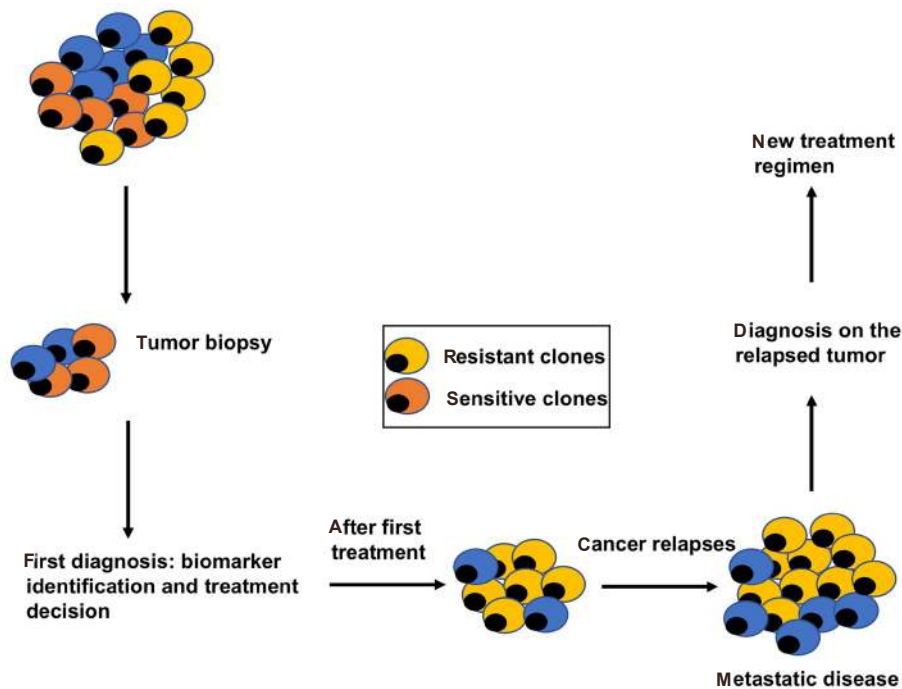 New treatment
regimen
Tumor biopsy
Resistant clones
Sensitive clones
Diagnosis on the
relapsed tumor
First diagnosis: biomarker
identification and treatment
decision
After first
treatment
Cancer relapses
Metastatic disease